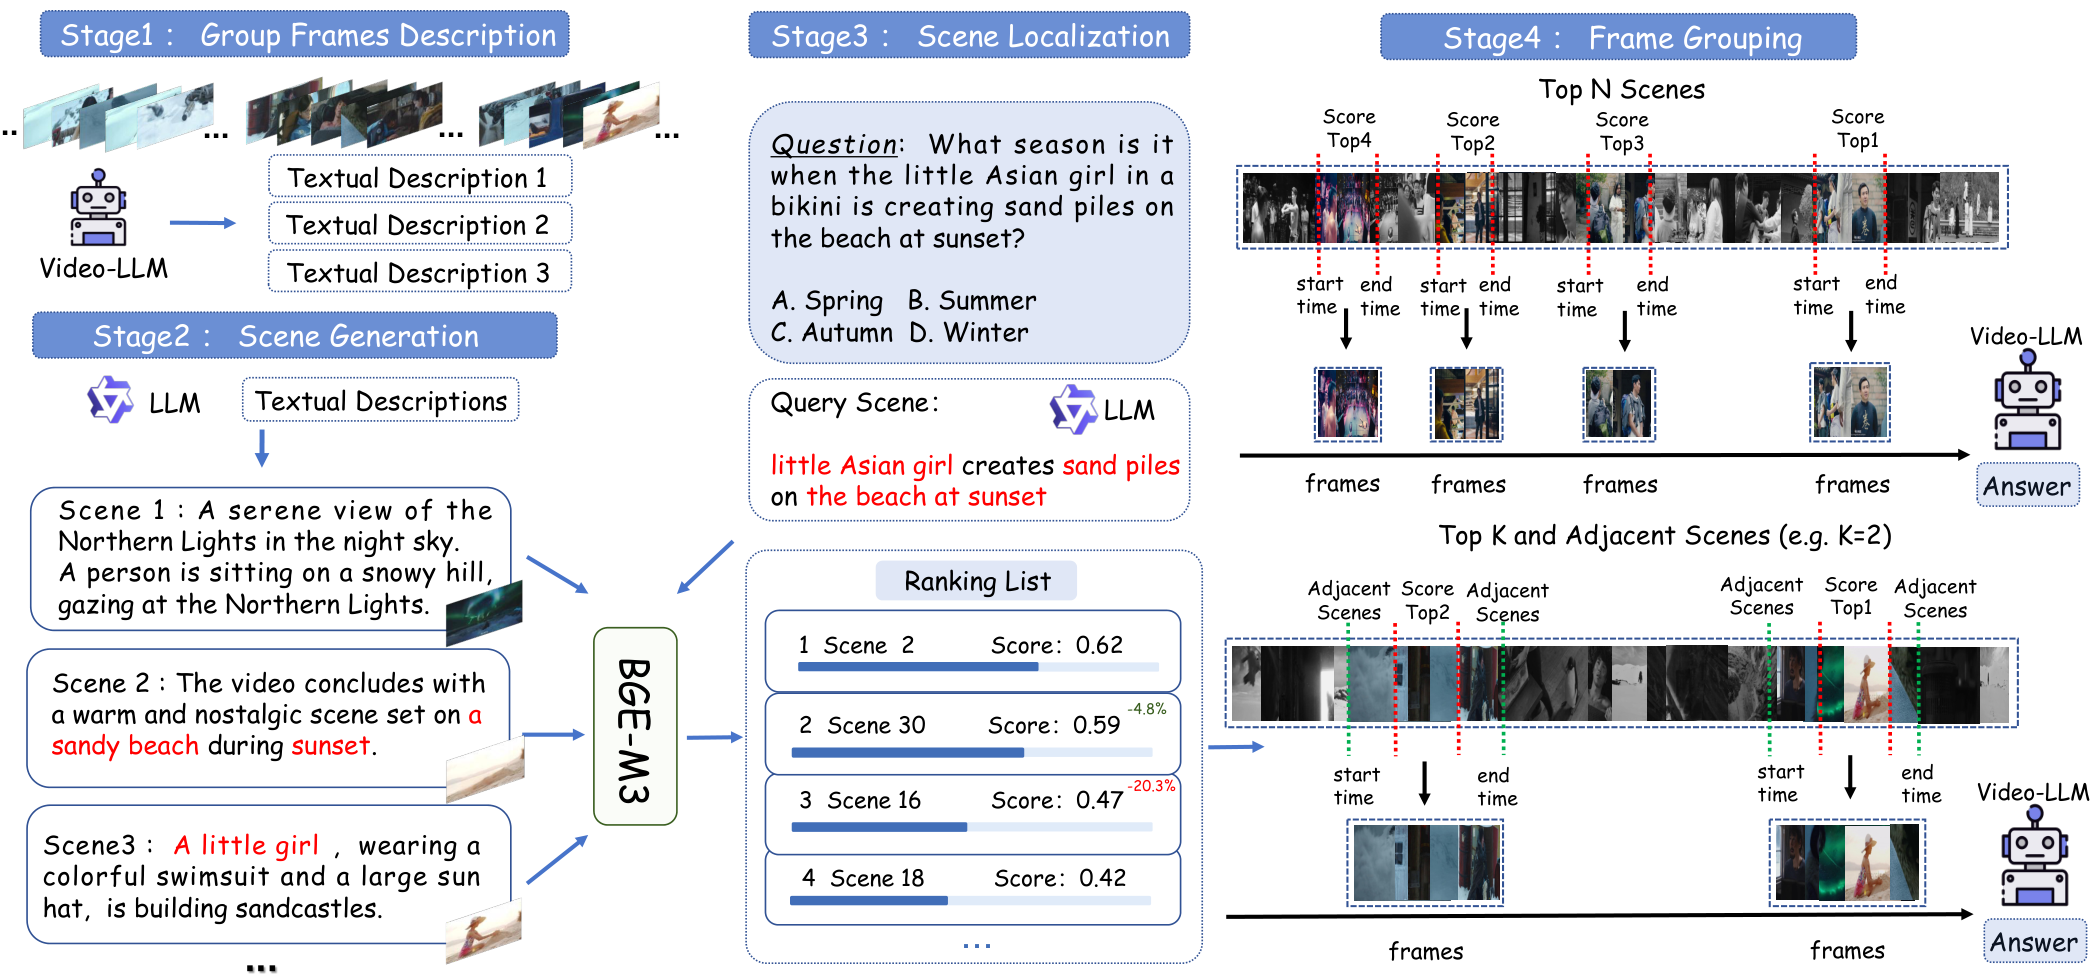 Stage1 : Group Frames Description
..
...
...
...
Video-LLM
Textual Description 1
Textual Description 2
Textual Description 3
Stage2 : Scene Generation
LLM
Textual Descriptions
Scene 1 : A serene view of the
Northern Lights in the night sky.
A person is sitting on a snowy hill,
gazing at the Northern Lights.
Scene 2 : The video concludes with
a warm and nostalgic scene set on a
sandy beach during sunset.
Scene3 : A little girl , wearing a
colorful swimsuit and a large sun
hat, is building sandcastles.
...
BGE-M3
Stage3 : Scene Localization
Question: What season is it
when the little Asian girl in a
bikini is creating sand piles on
the beach at sunset?
A. Spring B. Summer
C. Autumn D. Winter
Query Scene:
LLM
little Asian girl creates sand piles
on the beach at sunset
Ranking List
1 Scene 2 Score: 0.62
2 Scene 30 Score: 0.59 -4.8%
3 Scene 16 Score: 0.47 -20.3%
4 Scene 18 Score: 0.42
...
Stage4 : Frame Grouping
Top N Scenes
Score Top4
Score Top2
Score Top3
Score Top1
start time
end time
start time
end time
start time
end time
start time
end time
Video-LLM
frames
frames
frames
frames
Answer
Top K and Adjacent Scenes (e.g. K=2)
Adjacent Scenes
Score Top2
Adjacent Scenes
Adjacent Scenes
Score Top1
Adjacent Scenes
start time
end time
start time
end time
Video-LLM
frames
frames
Answer